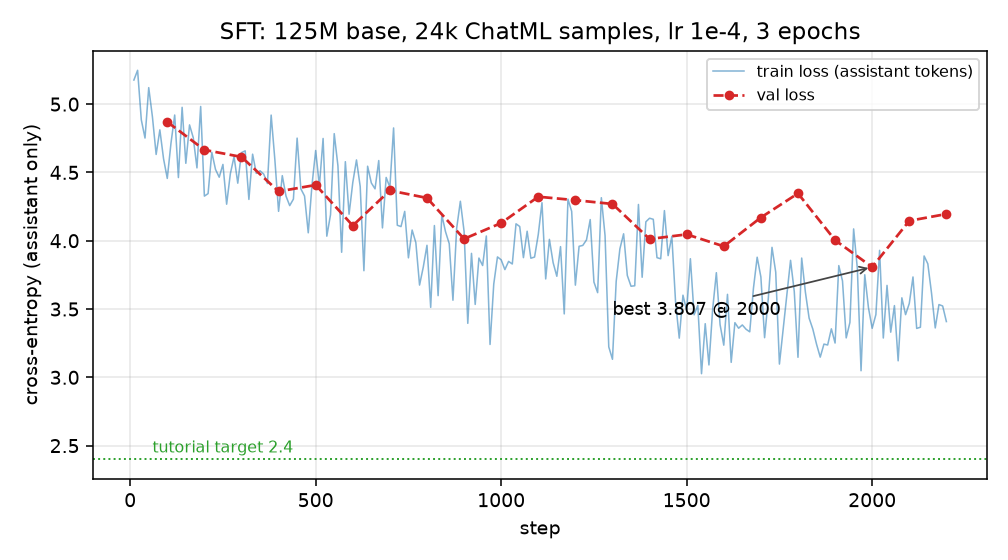 SFT: 125M base, 24k ChatML samples, lr 1e-4, 3 epochs
train loss (assistant tokens)
val loss
cross-entropy (assistant only)
5.0
4.5
4.0
3.5
3.0
2.5
best 3.807 @ 2000
tutorial target 2.4
0
500
1000
1500
2000
step